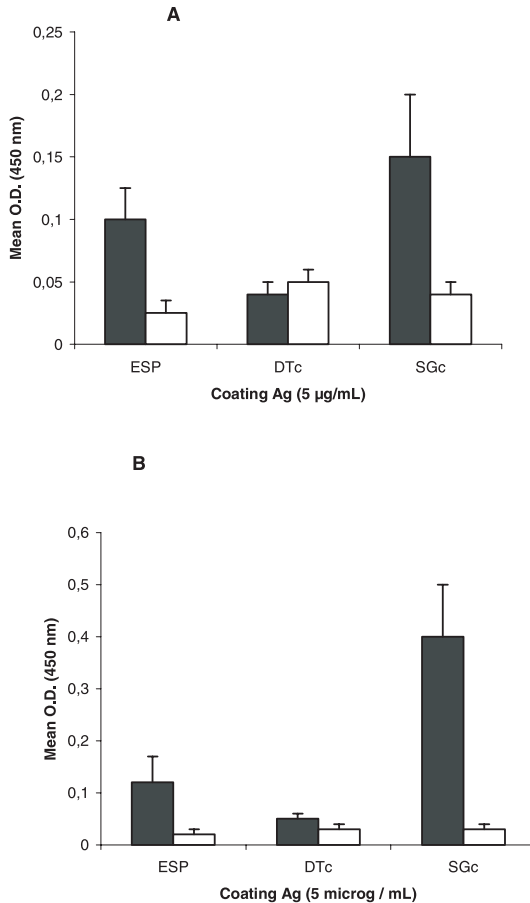 A
0,25
0,2
0,15
0,1
0,05
0
Mean O.D. (450 nm)
ESP DTc SGc
Coating Ag (5 µg/mL)
B
0,6
0,5
0,4
0,3
0,2
0,1
0
Mean O.D. (450 nm)
ESP DTc SGc
Coating Ag (5 microg / mL)